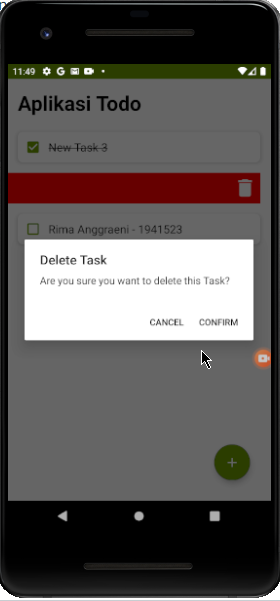 11:49
Aplikasi Todo
New Task 3
Rima Anggraeni - 1941523
Delete Task
Are you sure you want to delete this Task?
CANCEL CONFIRM